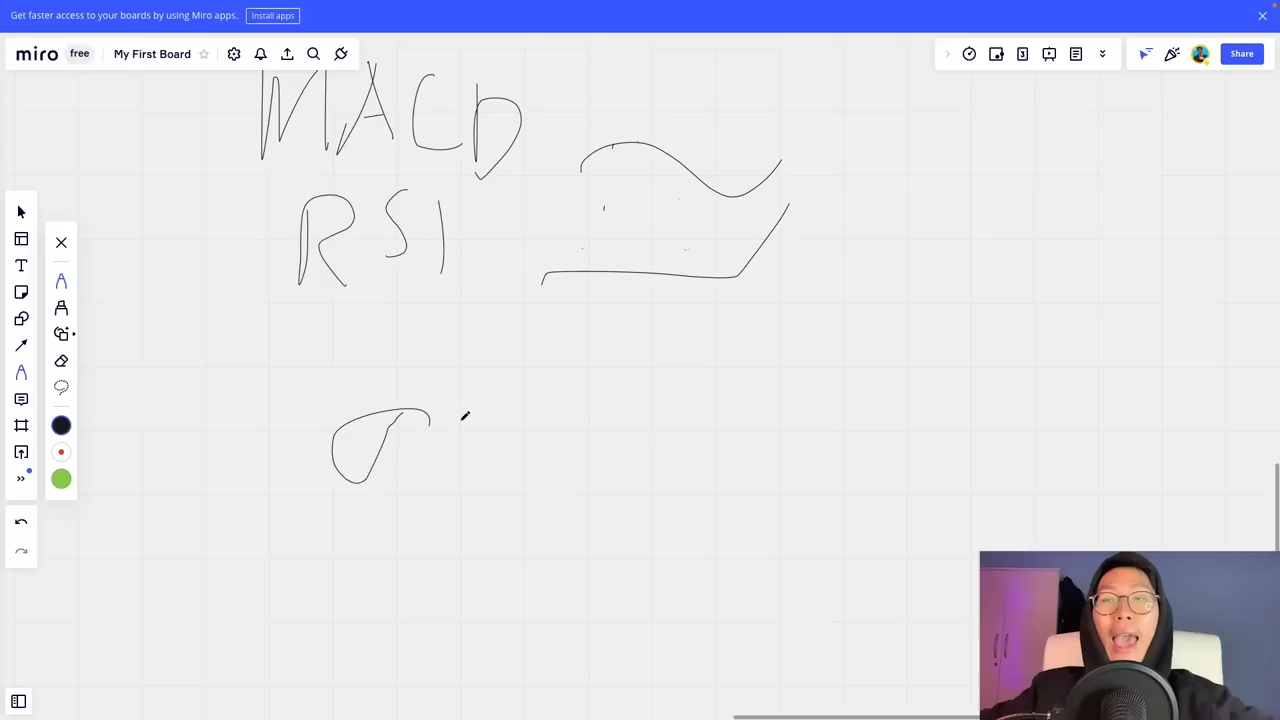 Get faster access to your boards by using Miro apps. Install apps
miro free My First Board
3 Share
MACD
RSI
T